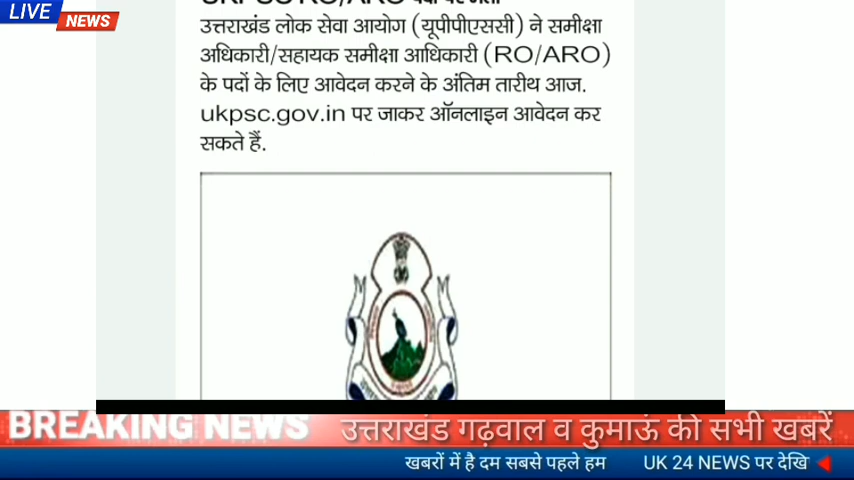 LIVE
NEWS
उत्तराखंड लोक सेवा आयोग (यूपीपीएससी) ने समीक्षा
अधिकारी/सहायक समीक्षा आधिकारी (RO/ARO)
के पदों के लिए आवेदन करने के अंतिम तारीथ आज.
ukpsc.gov.in पर जाकर ऑनलाइन आवेदन कर
सकते हैं.
BREAKING NEWS उत्तराखंड गढ़वाल व कुमाऊं की सभी खबरें
खबरों में है दम सबसे पहले हम UK 24 NEWS पर देखि